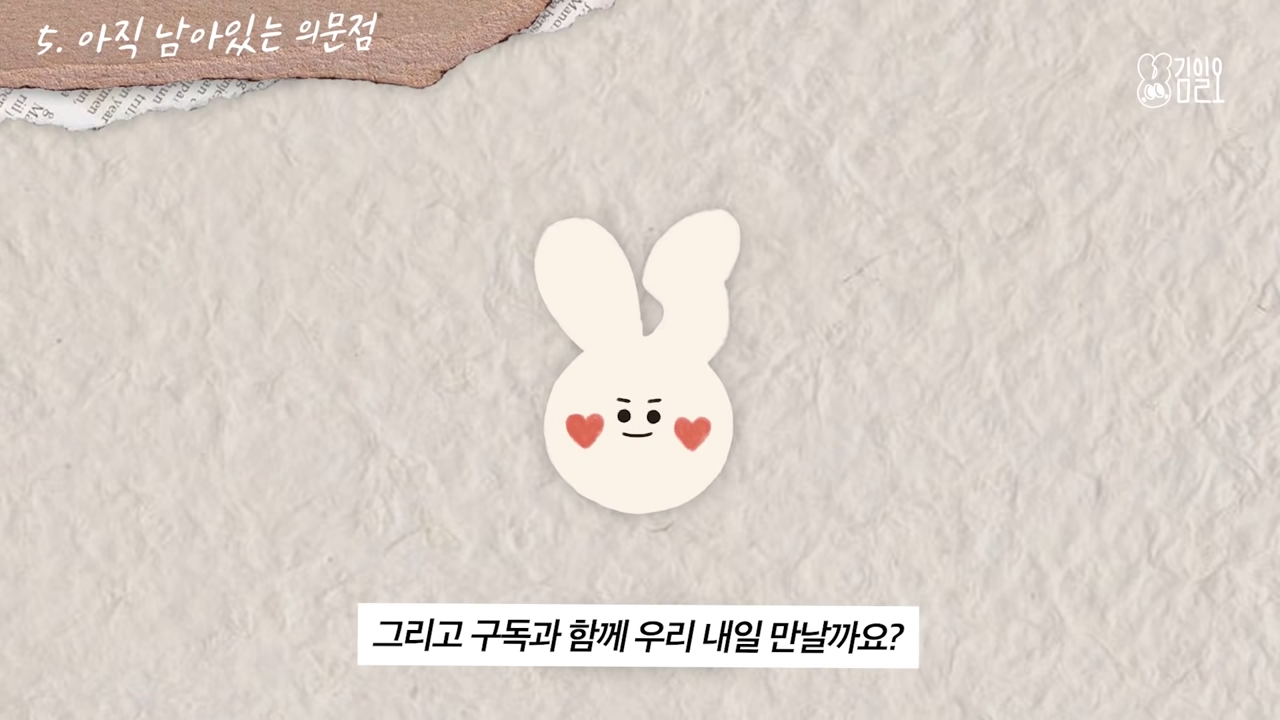 5. 아직 남아있는 의문점
김일오
그리고 구독과 함께 우리 내일 만날까요?